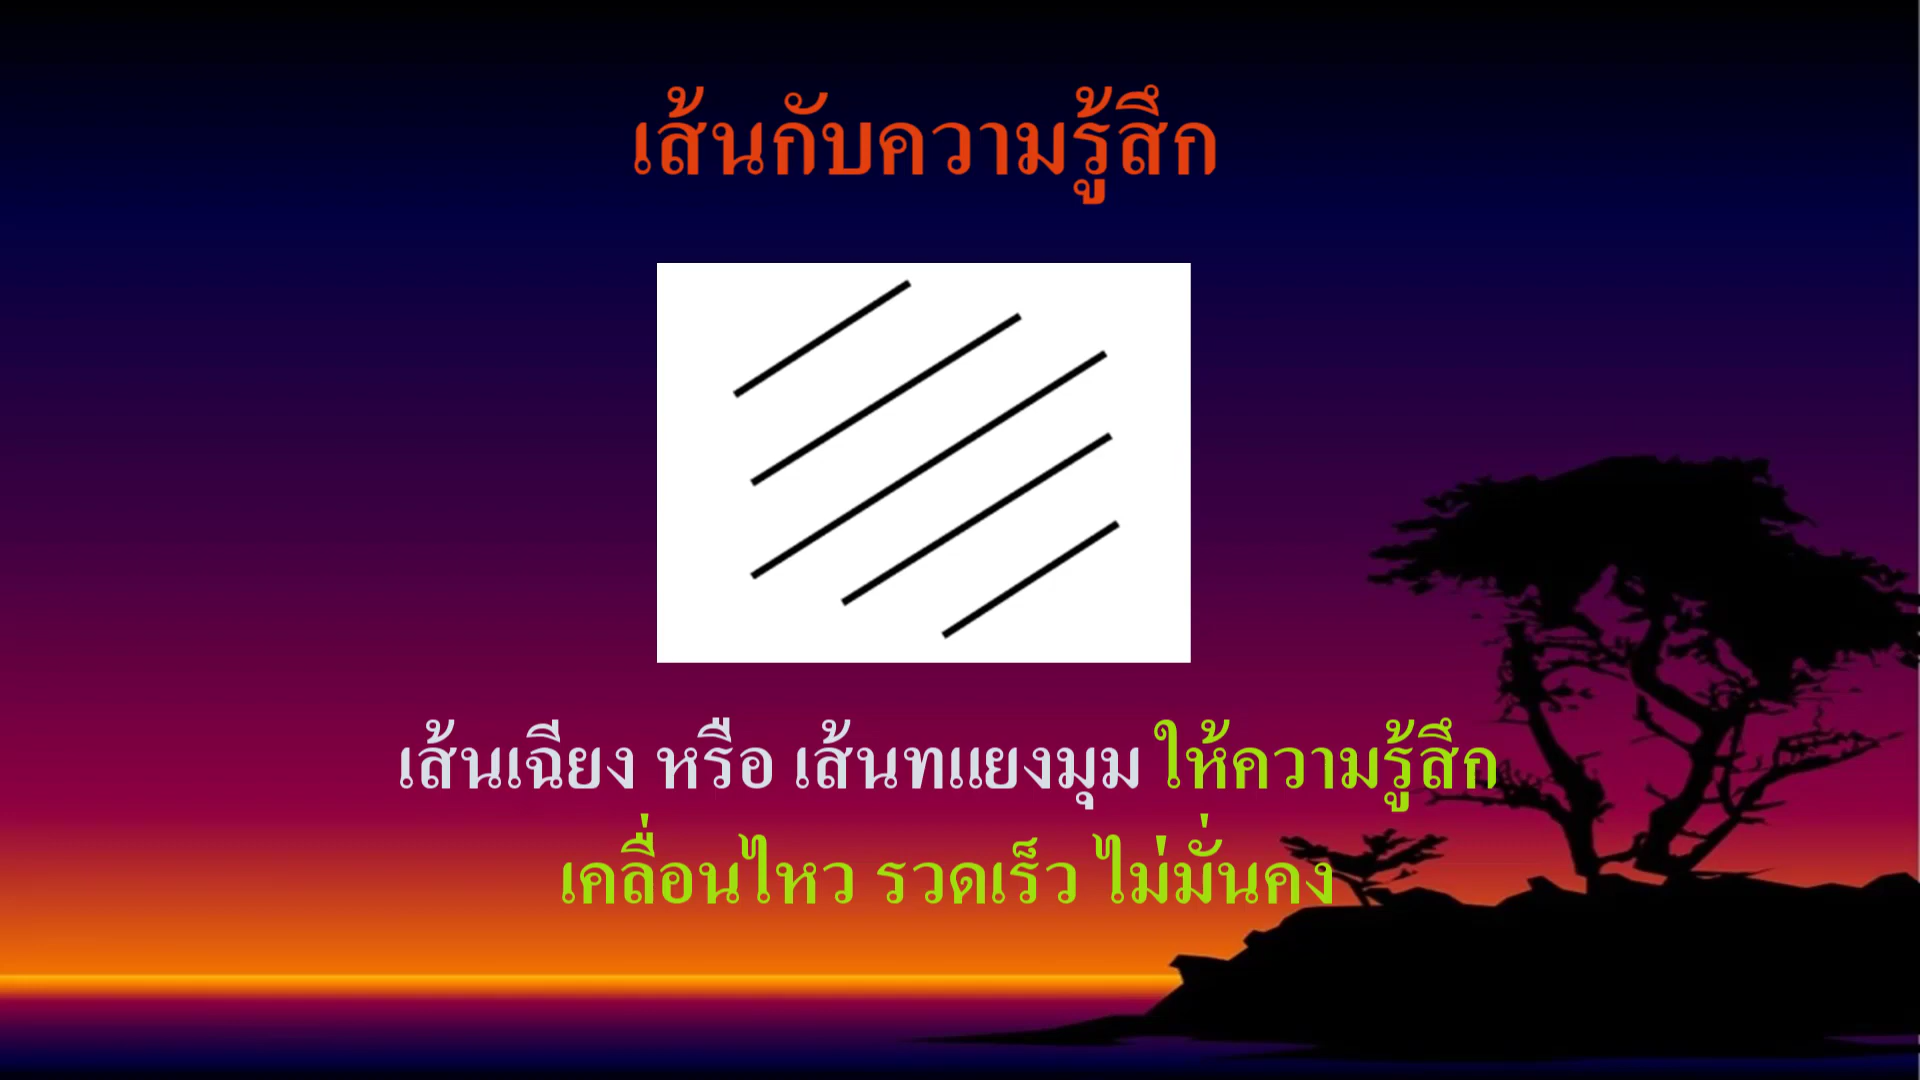 เส้นกับความรู้สึก
เส้นเฉียง หรือ เส้นทแยงมุม ให้ความรู้สึก
เคลื่อนไหว รวดเร็ว ไม่มั่นคง